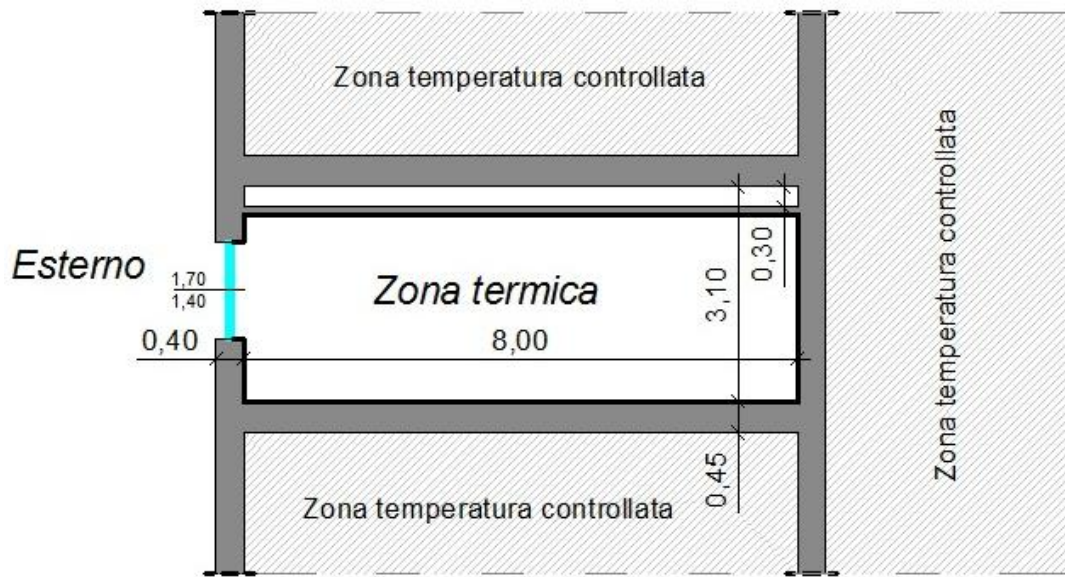 Zona temperatura controllata
Zona temperatura controllata
Esterno
1,70
1,40
Zona termica
0,30
3,10
0,40
8,00
0,45
Zona temperatura controllata